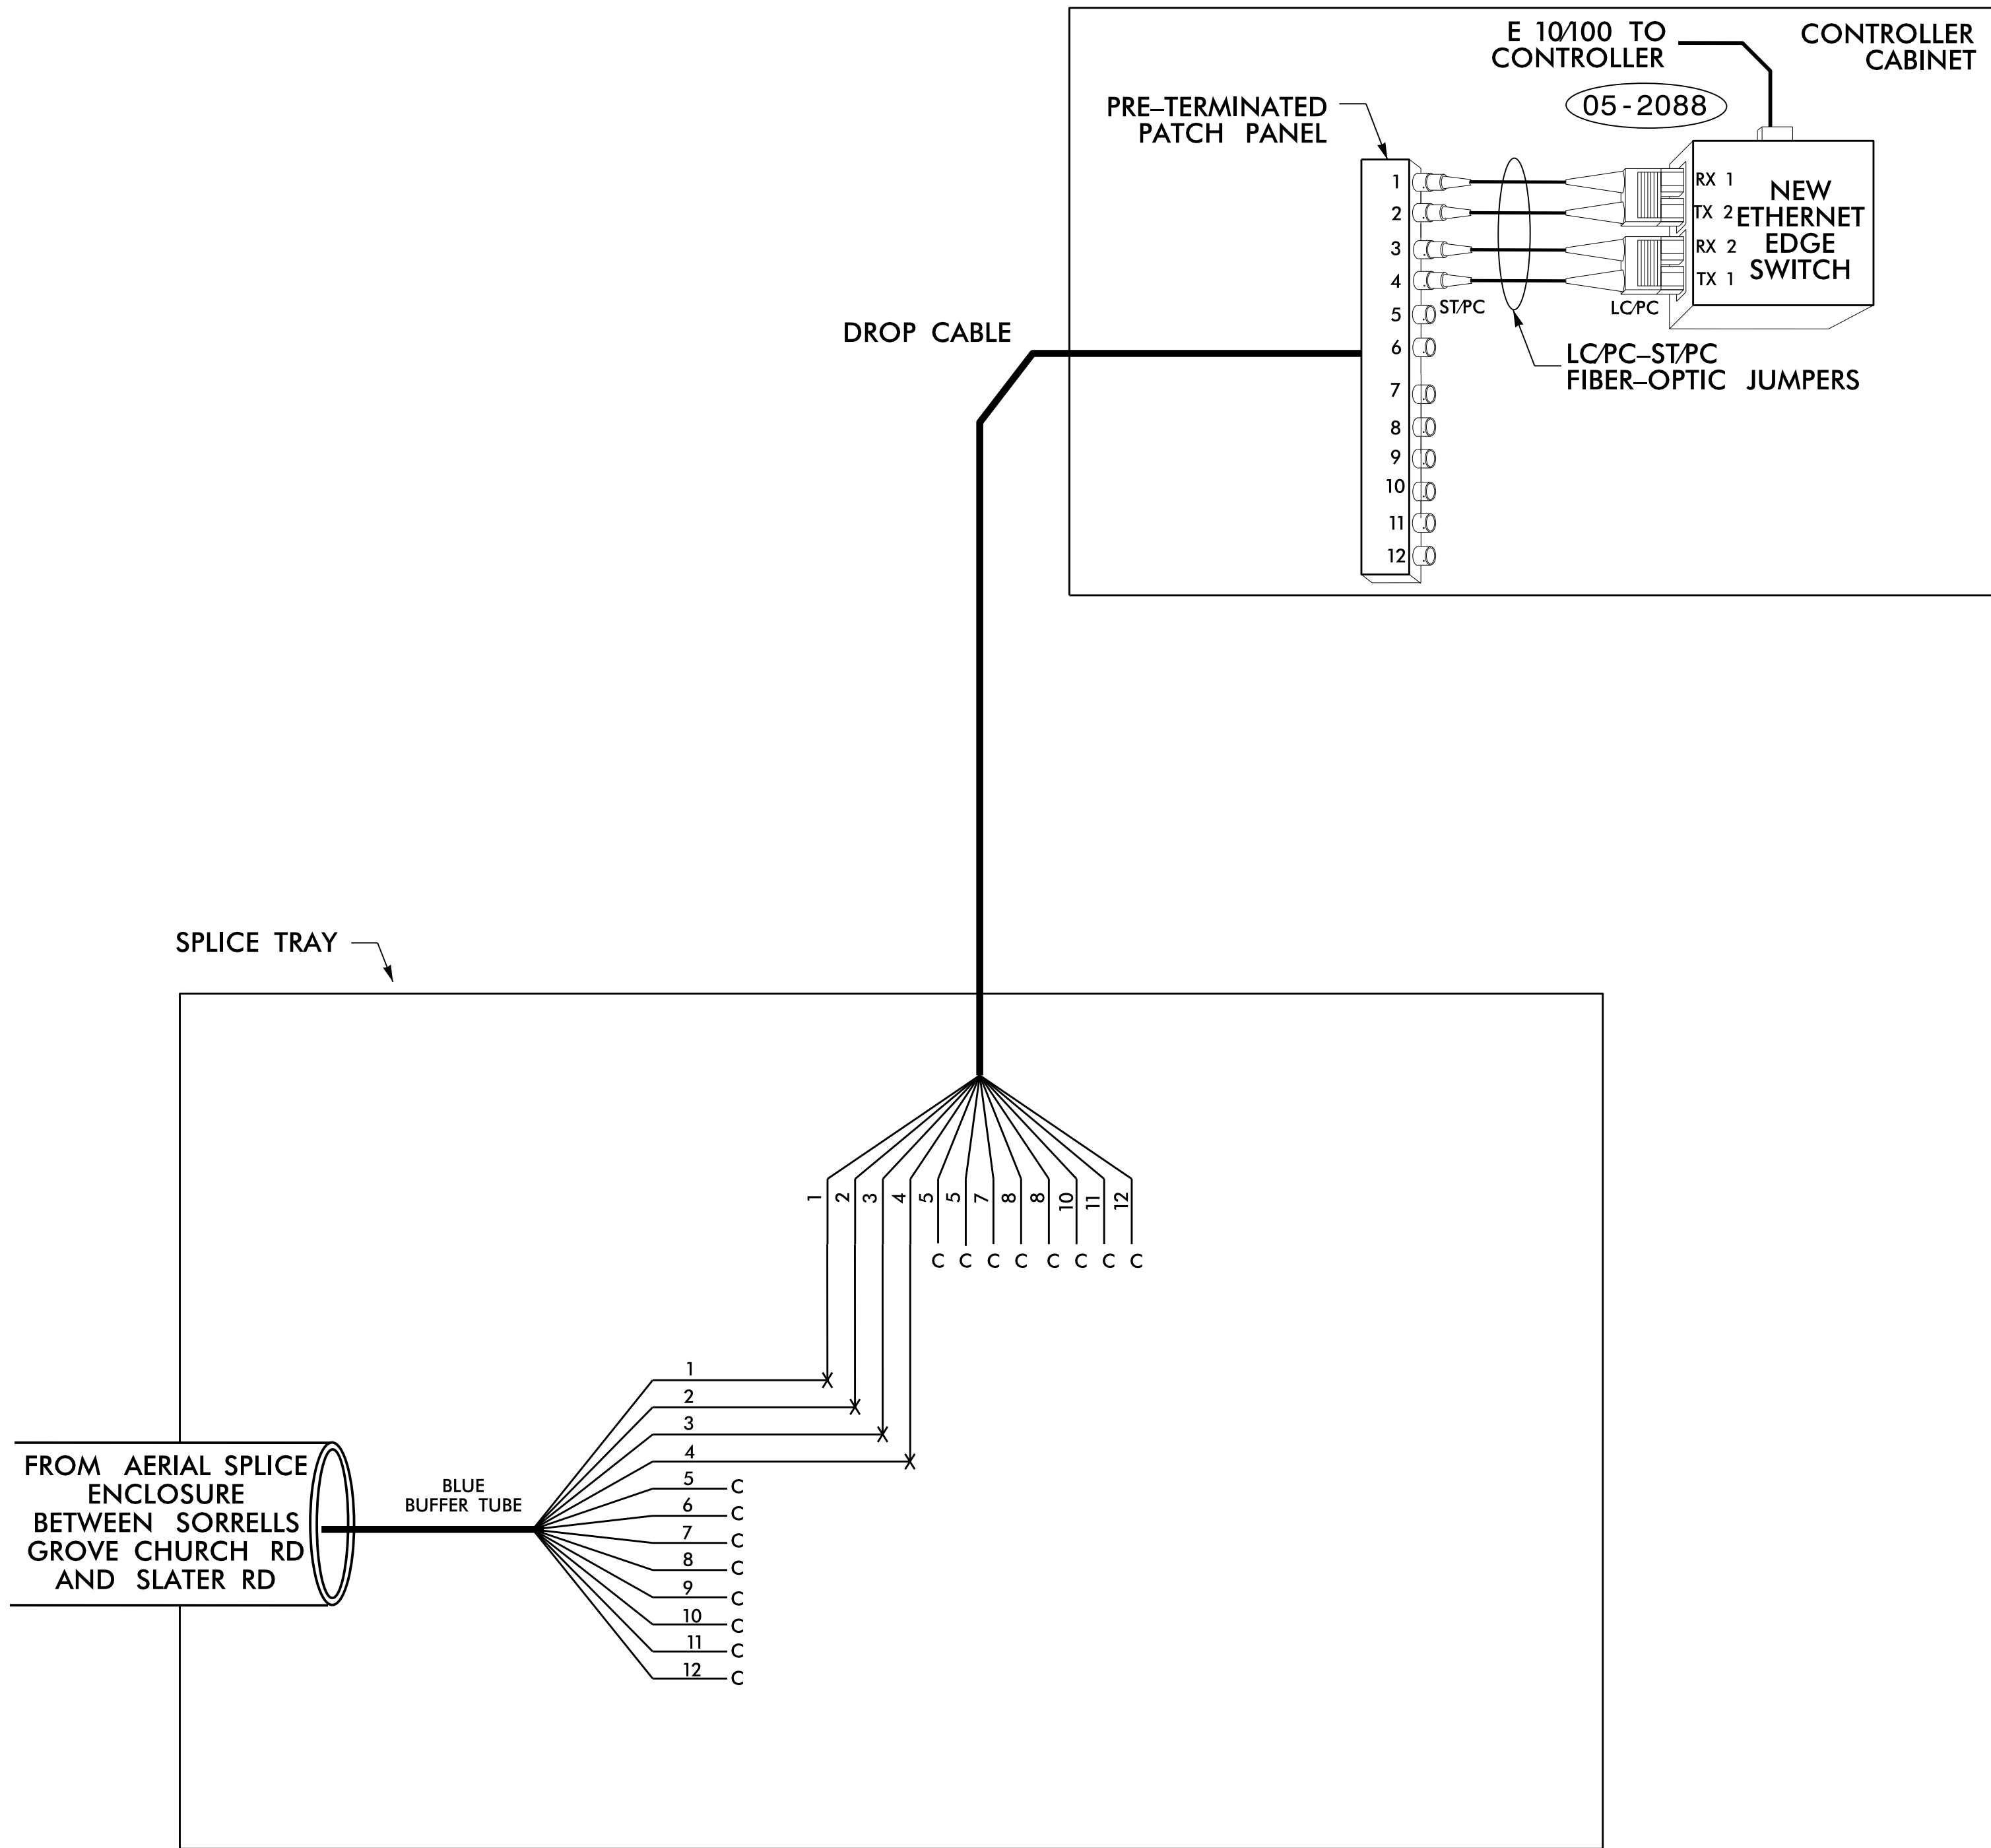 E 10/100 TO
CONTROLLER
CONTROLLER
CABINET
05-2088
PRE–TERMINATED
PATCH PANEL
1
2
3
4
5
6
7
8
9
10
11
12
RX 1
TX 2
RX 2
TX 1
NEW
ETHERNET
EDGE
SWITCH
ST/PC
LC/PC
LC/PC–ST/PC
FIBER–OPTIC JUMPERS
DROP CABLE
SPLICE TRAY
1 2 3 4 5 5 7 8 8 10 11 12
C C C C C C C C
1
2
3
4
5 C
6 C
7 C
8 C
9 C
10 C
11 C
12 C
BLUE
BUFFER TUBE
FROM AERIAL SPLICE
ENCLOSURE
BETWEEN SORRELLS
GROVE CHURCH RD
AND SLATER RD